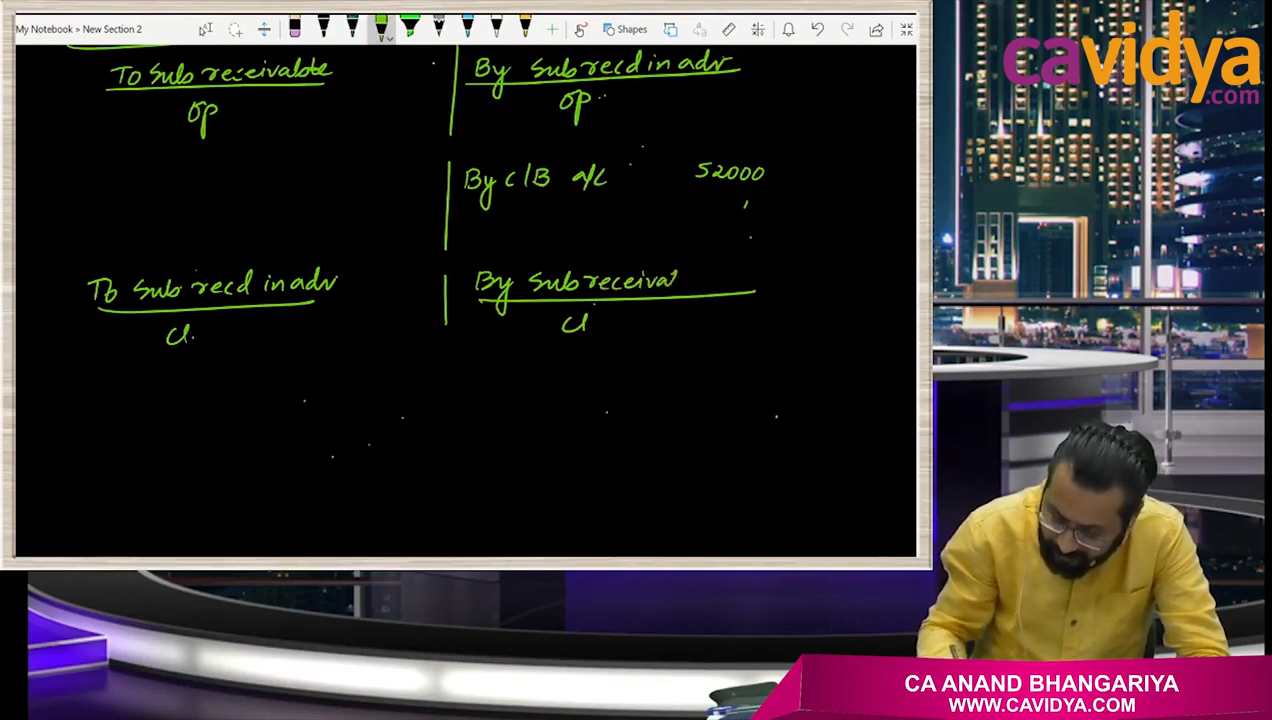 My Notebook > New Section 2
Shapes
cavidya
.com
To Sub receivable
By Sub recd in adv
op
op
By C/B a/c 52000
To Sub recd in adv
By Sub receival
cl
cl
CA ANAND BHANGARIYA
WWW.CAVIDYA.COM